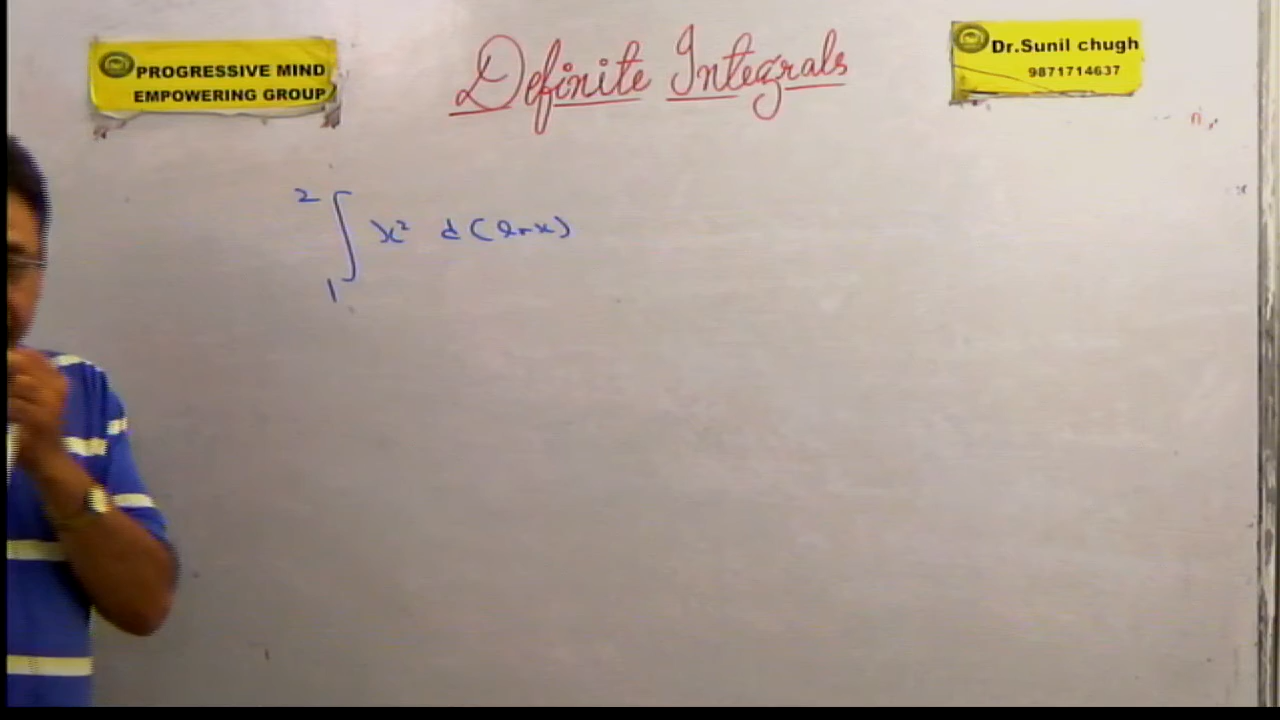 PROGRESSIVE MIND
EMPOWERING GROUP
Definite Integrals
Dr.Sunil chugh
9871714637
2
∫ x² d(lnx)
1